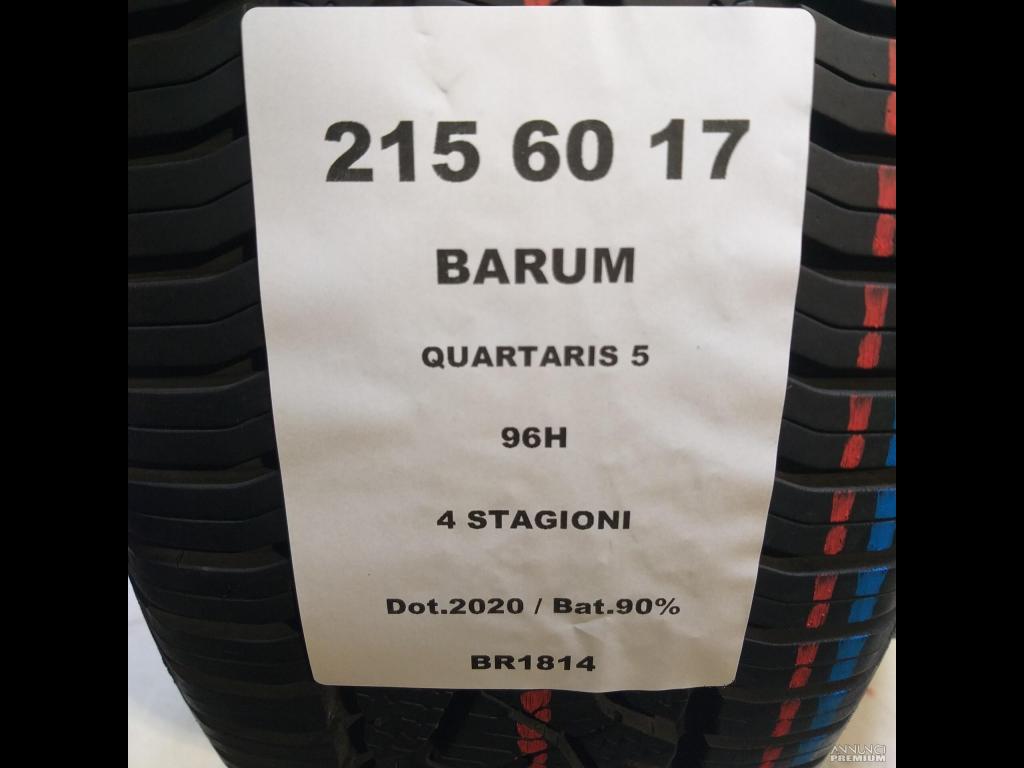 215 60 17
BARUM
QUARTARIS 5
96H
4 STAGIONI
Dot.2020 / Bat.90%
BR1814
ANNUNCI
PREMIUM